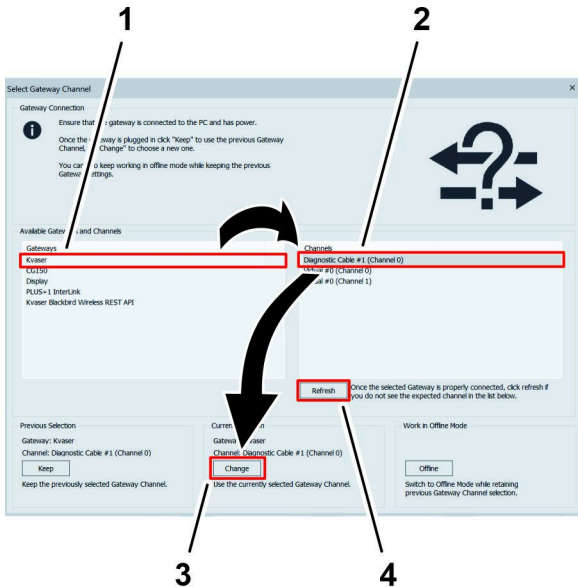 1
2
Select Gateway Channel
×
Gateway Connection
Ensure that gateway is connected to the PC and has power.
Once the is plugged in click "Keep" to use the previous Gateway
Channel, Change" to choose a new one.
You can keep working in offline mode while keeping the previous
Gateway settings.
Available and Channels
Gateways
Kvaser
CG150
Display
PLUS+1 InterLink
Kvaser Blackbird Wireless REST API
Channels
Diagnostic Cable #1 (Channel 0)
Virtual #0 (Channel 0)
#0 (Channel 1)
Refresh
Once the selected Gateway is properly connected, click refresh if
you do not see the expected channel in the list below.
Previous Selection
Gateway: Kvaser
Channel: Diagnostic Cable #1 (Channel 0)
Keep
Keep the previously selected Gateway Channel.
Channel: Diagnostic Cable #1 (Channel 0)
Change
Use the currently selected Gateway Channel.
Work in Offline Mode
Offline
Switch to Offline Mode while retaining
previous Gateway Channel selection.
3
4